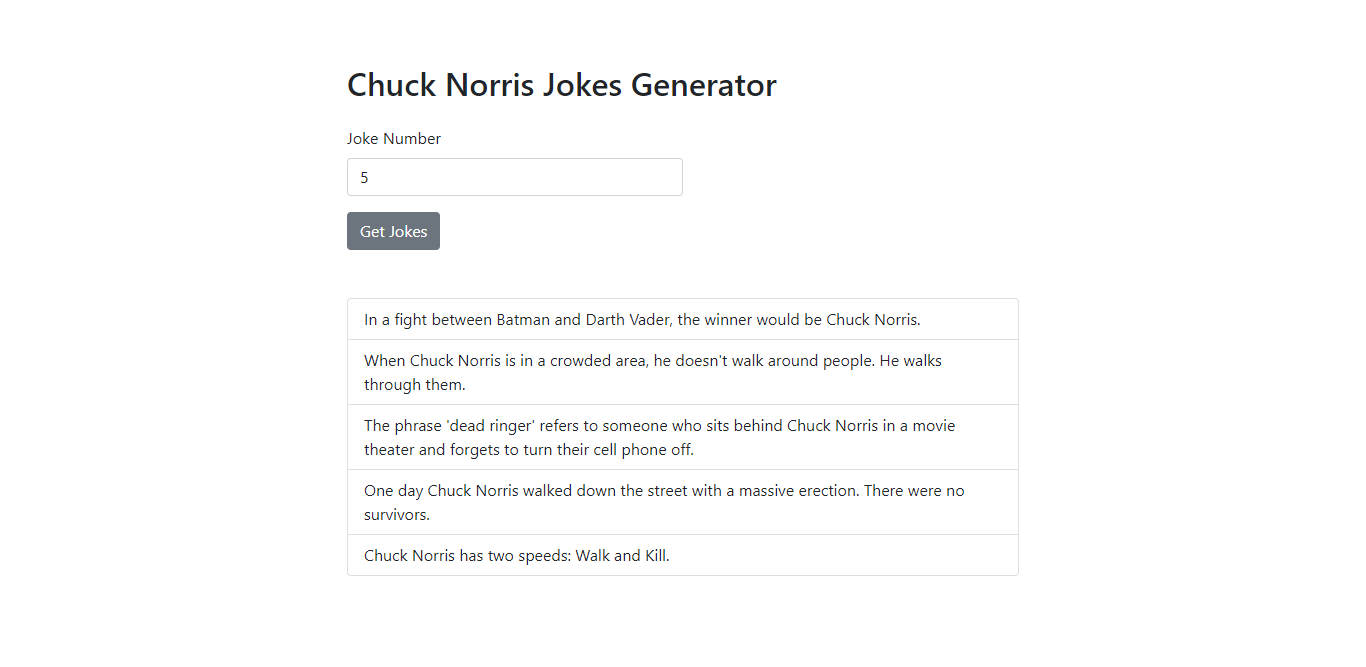 Chuck Norris Jokes Generator
Joke Number
5
Get Jokes
In a fight between Batman and Darth Vader, the winner would be Chuck Norris.
When Chuck Norris is in a crowded area, he doesn't walk around people. He walks
through them.
The phrase 'dead ringer' refers to someone who sits behind Chuck Norris in a movie
theater and forgets to turn their cell phone off.
One day Chuck Norris walked down the street with a massive erection. There were no
survivors.
Chuck Norris has two speeds: Walk and Kill.